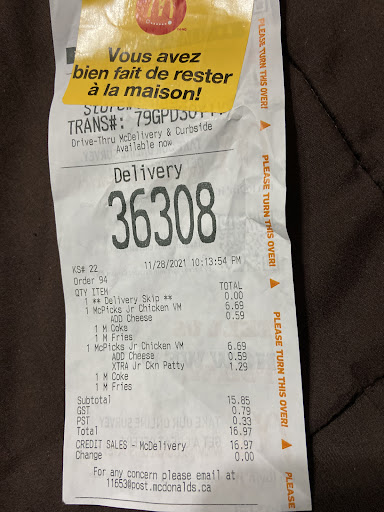 Vous avez
bien fait de rester
à la maison!
TRANS#:
Drive-Thru McDelivery & Curbside
Available now
Delivery
36308
KS# 22 11/28/2021 10:13:54 PM
Order 94
QTY ITEM TOTAL
1 ** Delivery Skip ** 0.00
1 McPicks Jr Chicken VM 6.69
ADD Cheese 0.59
1 M Coke
1 M Fries
1 McPicks Jr Chicken VM 6.69
ADD Cheese 0.59
XTRA Jr Ckn Patty 1.29
1 M Coke
1 M Fries
Subtotal 15.85
GST 0.79
PST 0.33
Total 16.97
CREDIT SALES - McDelivery 16.97
Change 0.00
For any concern please email at
11653@post.mcdonalds.ca
PLEASE TURN THIS OVER!
PLEASE TURN THIS OVER!
PLEASE TURN THIS OVER!
PLEASE TURN